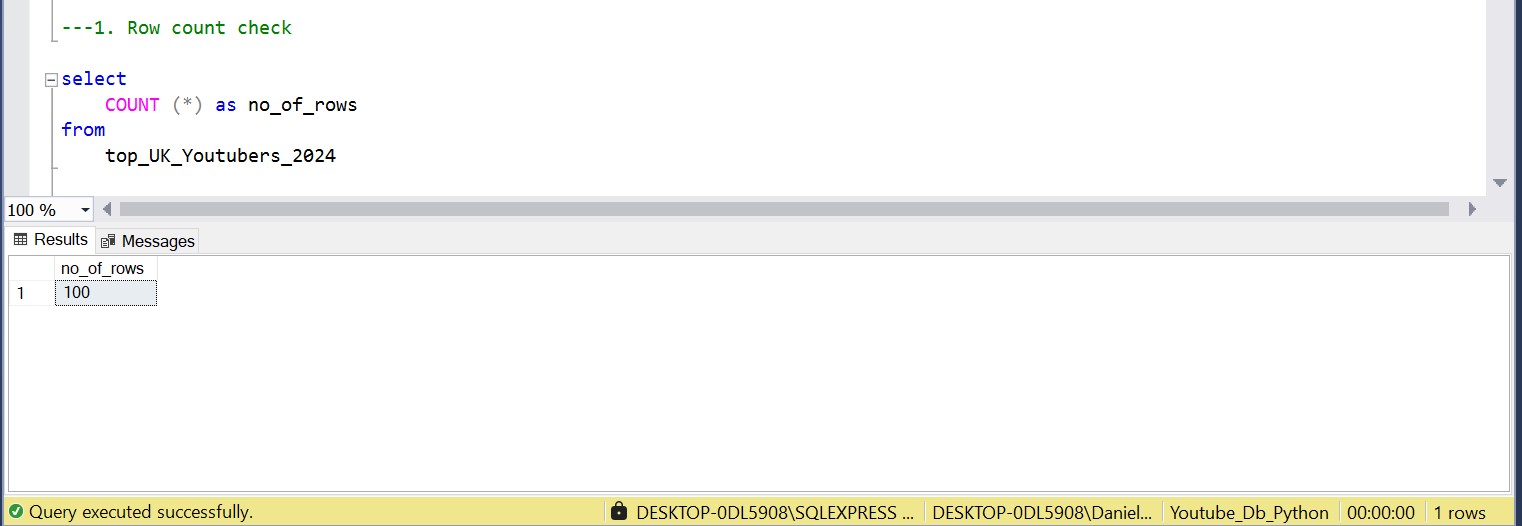 ---1. Row count check
select
COUNT (*) as no_of_rows
from
top_UK_Youtubers_2024
100 %
Results Messages
no_of_rows
1 100
Query executed successfully. DESKTOP-0DL5908\SQLEXPRESS ... DESKTOP-0DL5908\Daniel... Youtube_Db_Python 00:00:00 1 rows